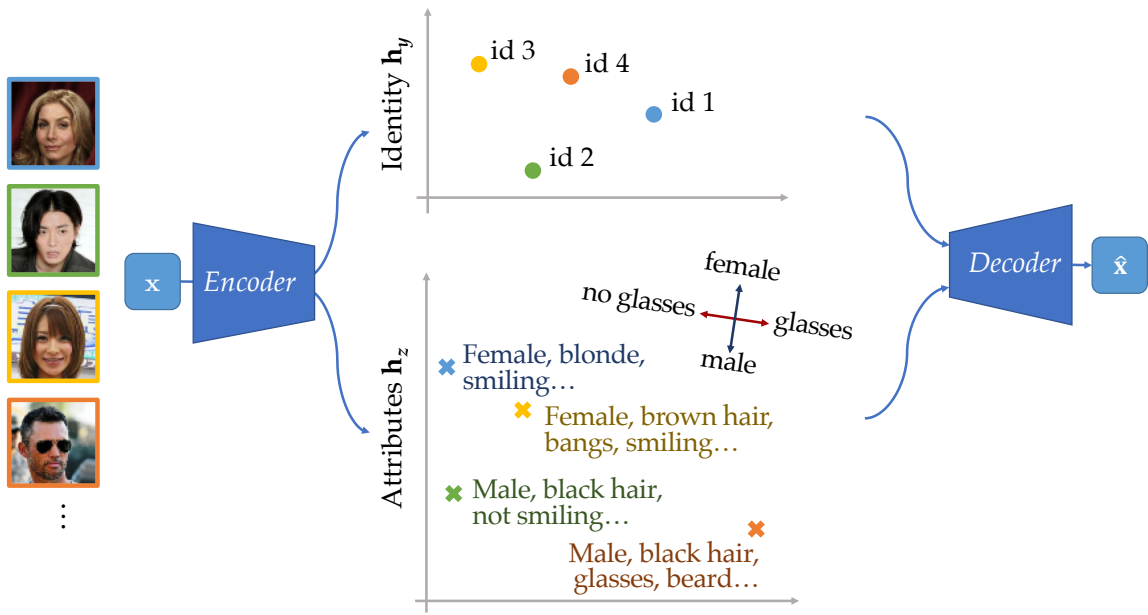 Identity h_y
id 3
id 4
id 1
id 2
x
Encoder
Decoder
x̂
Attributes h_z
female
no glasses
glasses
male
Female, blonde,
smiling…
Female, brown hair,
bangs, smiling…
Male, black hair,
not smiling…
Male, black hair,
glasses, beard…
⋮